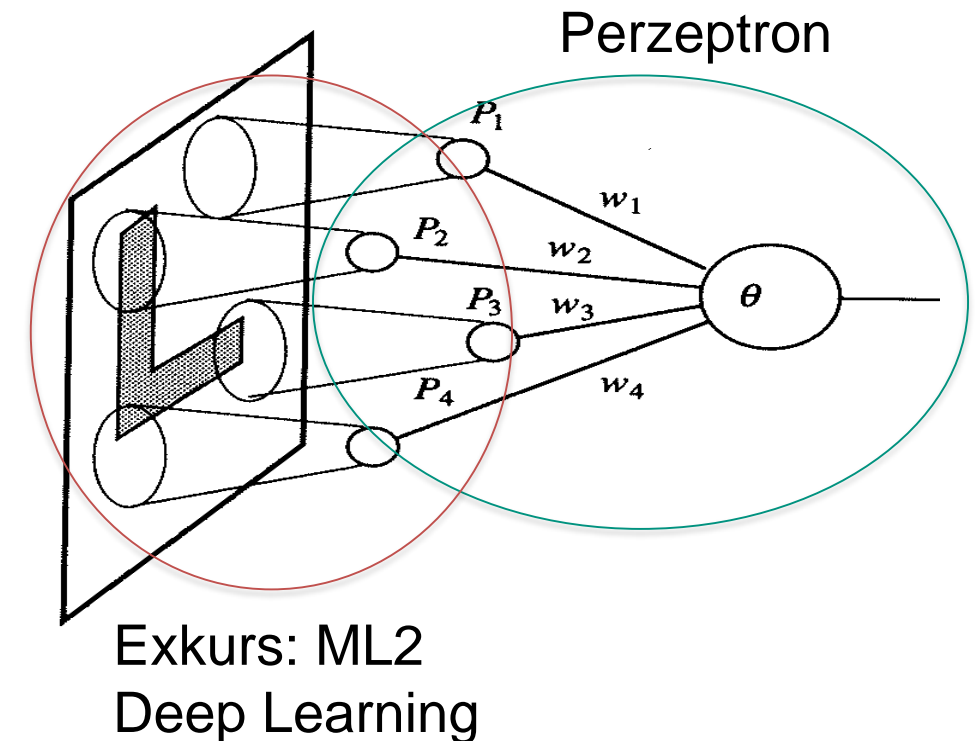 Perzeptron
P1
w1
P2
w2
P3
w3
θ
P4
w4
Exkurs: ML2
Deep Learning